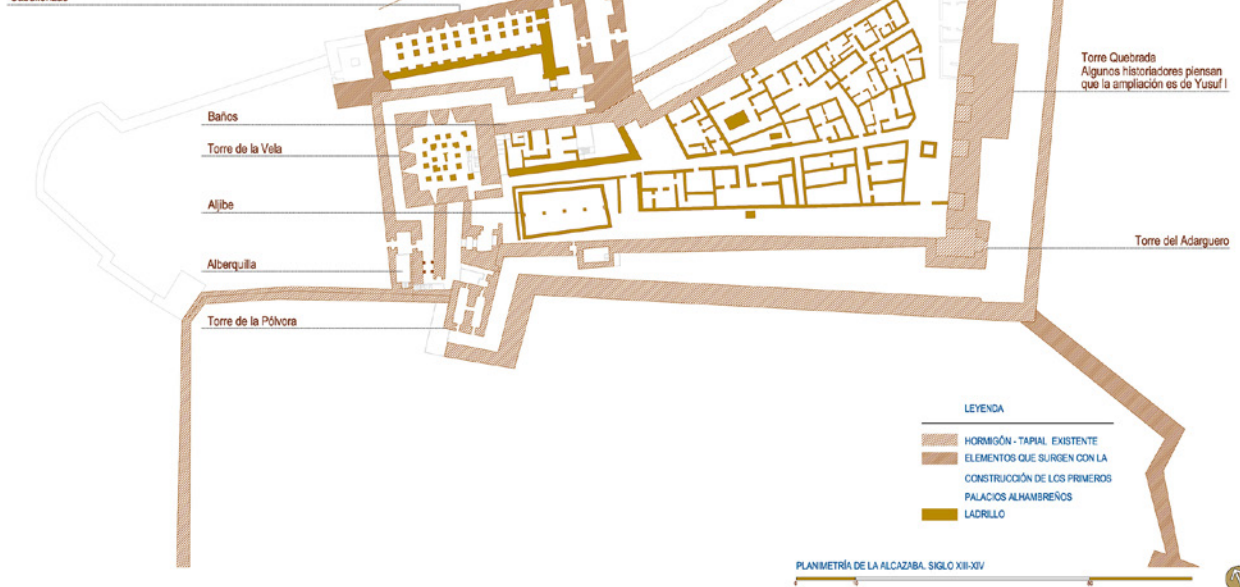 Torre Quebrada
Algunos historiadores piensan
que la ampliación es de Yusuf I
Baños
Torre de la Vela
Aljibe
Torre del Adarguero
Alberquilla
Torre de la Pólvora
LEYENDA
HORMIGÓN - TAPIAL EXISTENTE
ELEMENTOS QUE SURGEN CON LA
CONSTRUCCIÓN DE LOS PRIMEROS
PALACIOS ALHAMBREÑOS
LADRILLO
PLANIMETRÍA DE LA ALCAZABA. SIGLO XIII-XIV